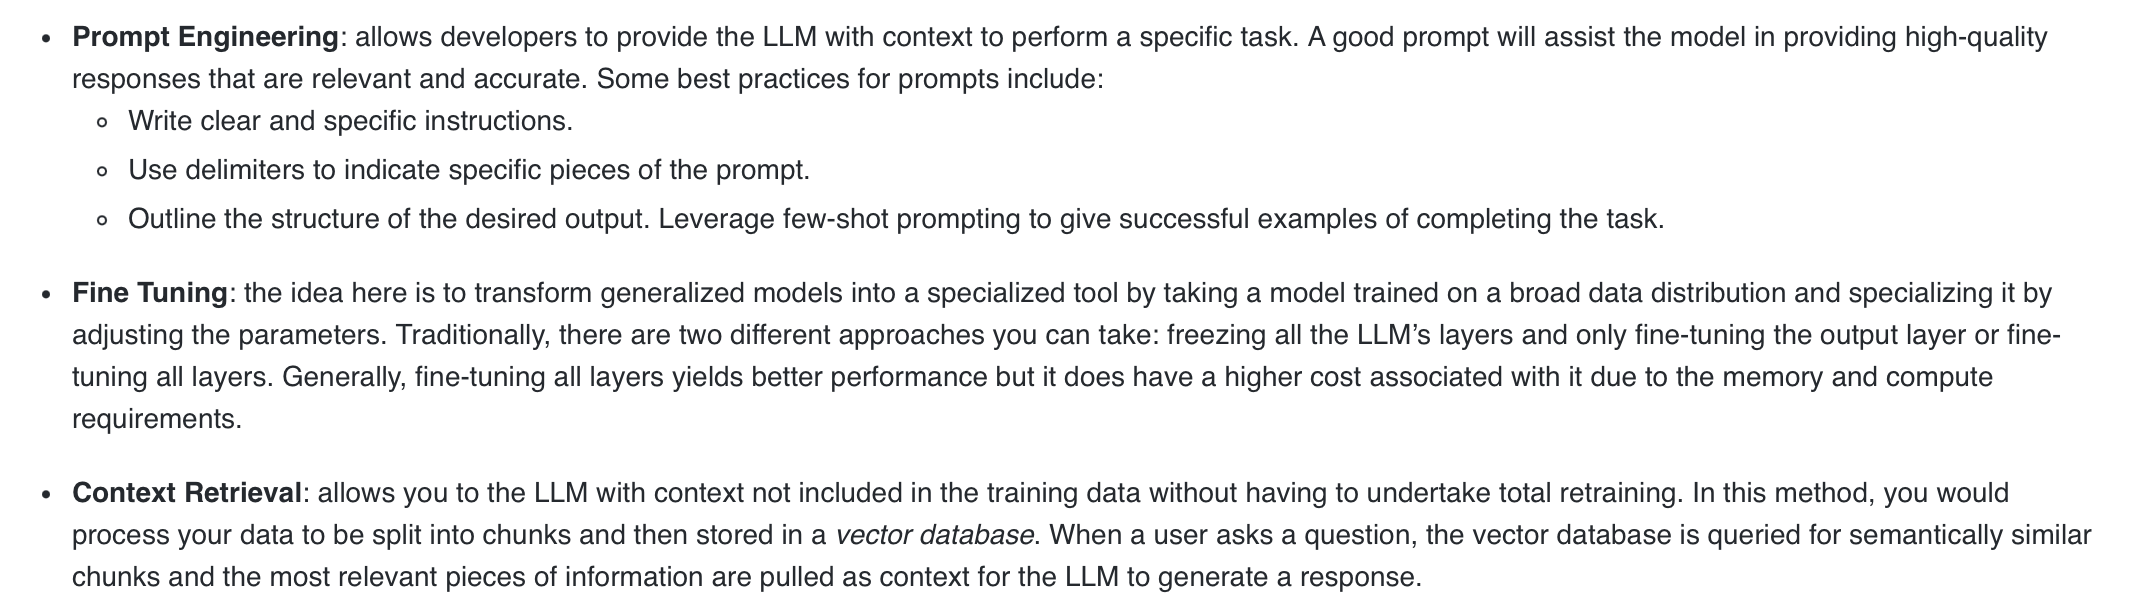 Prompt Engineering: allows developers to provide the LLM with context to perform a specific task. A good prompt will assist the model in providing high-quality
responses that are relevant and accurate. Some best practices for prompts include:
Write clear and specific instructions.
Use delimiters to indicate specific pieces of the prompt.
Outline the structure of the desired output. Leverage few-shot prompting to give successful examples of completing the task.
Fine Tuning: the idea here is to transform generalized models into a specialized tool by taking a model trained on a broad data distribution and specializing it by
adjusting the parameters. Traditionally, there are two different approaches you can take: freezing all the LLM’s layers and only fine-tuning the output layer or fine-
tuning all layers. Generally, fine-tuning all layers yields better performance but it does have a higher cost associated with it due to the memory and compute
requirements.
Context Retrieval: allows you to the LLM with context not included in the training data without having to undertake total retraining. In this method, you would
process your data to be split into chunks and then stored in a vector database. When a user asks a question, the vector database is queried for semantically similar
chunks and the most relevant pieces of information are pulled as context for the LLM to generate a response.